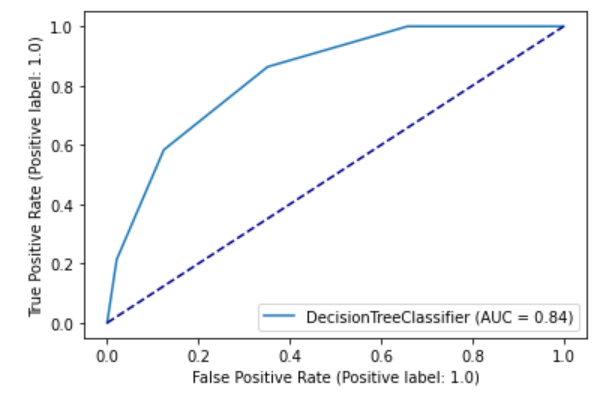 1.0
0.8
0.6
0.4
0.2
0.0
True Positive Rate (Positive label: 1.0)
DecisionTreeClassifier (AUC = 0.84)
0.0 0.2 0.4 0.6 0.8 1.0
False Positive Rate (Positive label: 1.0)